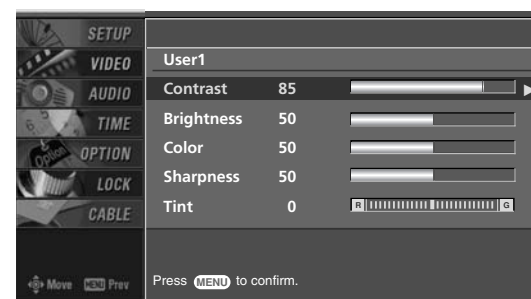 SETUP
VIDEO
AUDIO
TIME
OPTION
LOCK
CABLE
Move MENU Prev
User1
Contrast 85
Brightness 50
Color 50
Sharpness 50
Tint 0 R G
Press MENU to confirm.